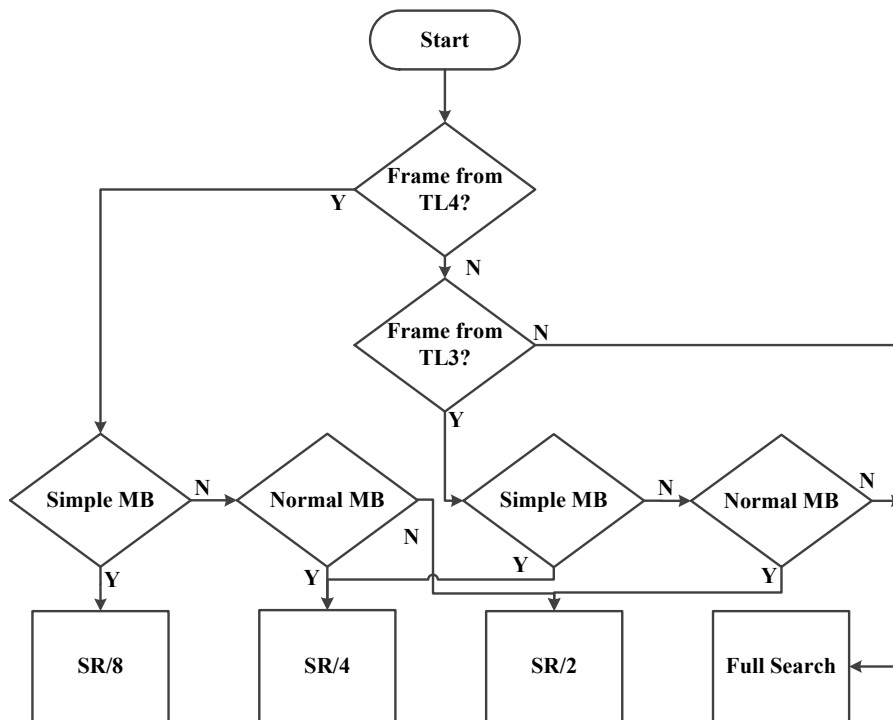 Start
Frame from
TL4?
Y
N
Frame from
TL3?
N
Y
Simple MB
N
Normal MB
N
Simple MB
N
Normal MB
N
Y
Y
Y
Y
SR/8
SR/4
SR/2
Full Search